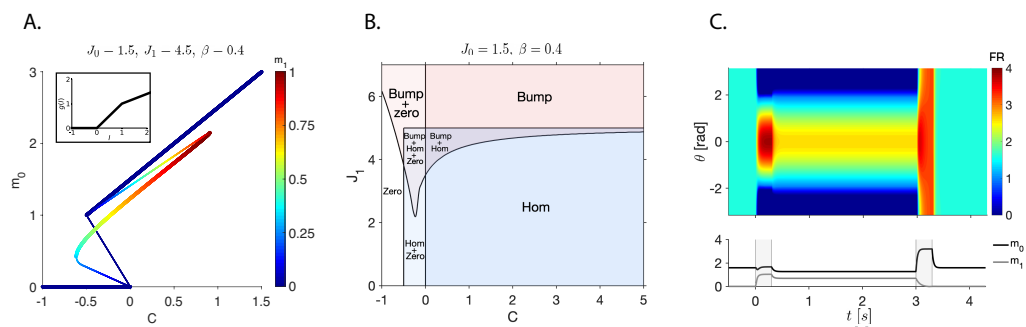 A.
J₀−1.5, J₁−4.5, β−0.4
m₀
3
2
1
0
-1
-0.5
0
0.5
1
1.5
C
g(I)
2
1
0
-1
0
1
2
I
m₁
1
0.75
0.5
0.25
0
B.
J₀ = 1.5, β = 0.4
J₁
6
4
2
0
-1
0
1
2
3
4
5
C
Bump
+
zero
Bump
Bump
+
Hom
+
Zero
Bump
+
Hom
Zero
Hom
Hom
+
Zero
C.
FR
θ [rad]
2
0
-2
4
3
2
1
0
4
2
0
0
1
2
3
4
t [s]
m₀
m₁